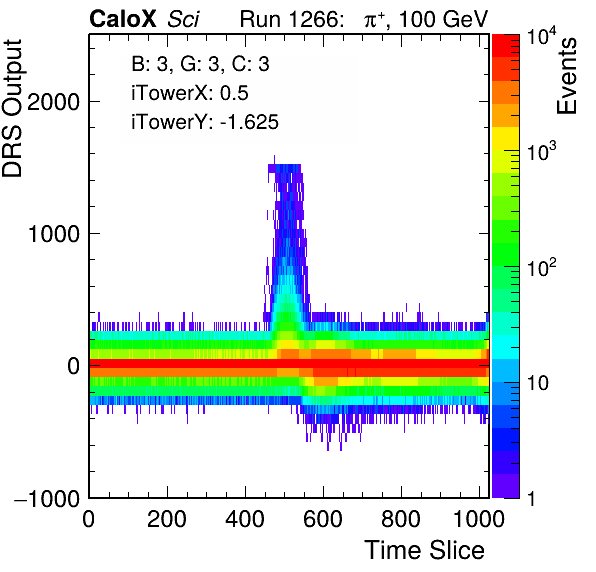 CaloX Sci Run 1266: π⁺, 100 GeV
B: 3, G: 3, C: 3
iTowerX: 0.5
iTowerY: -1.625
DRS Output
2000
1000
0
−1000
0 200 400 600 800 1000
Time Slice
Events
10⁴
10³
10²
10
1